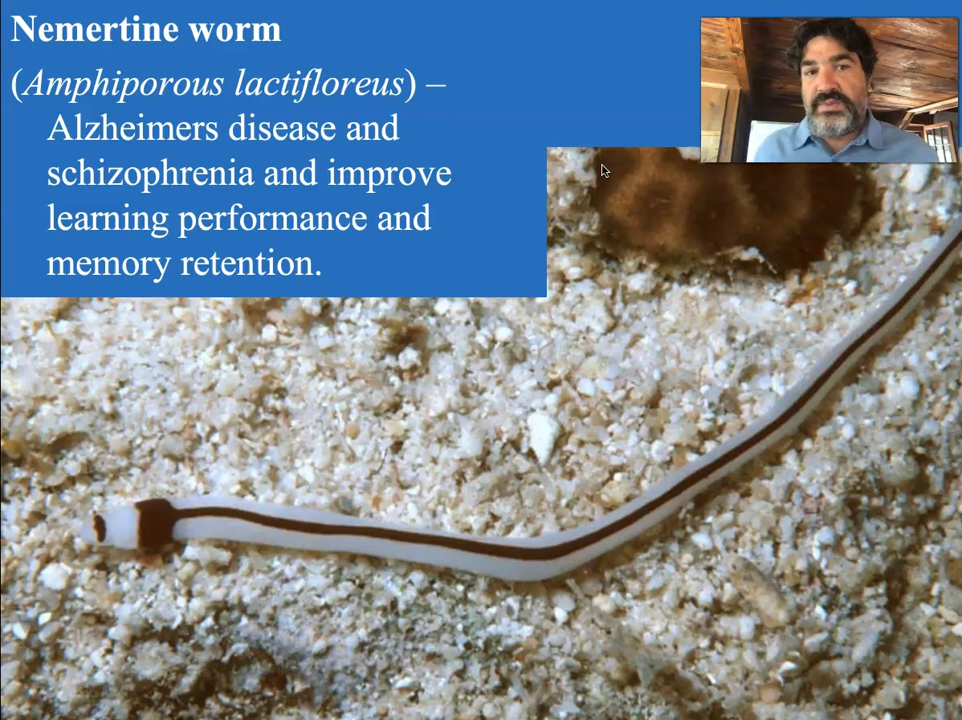 Nemertine worm
(Amphiporous lactifloreus) –
Alzheimers disease and
schizophrenia and improve
learning performance and
memory retention.